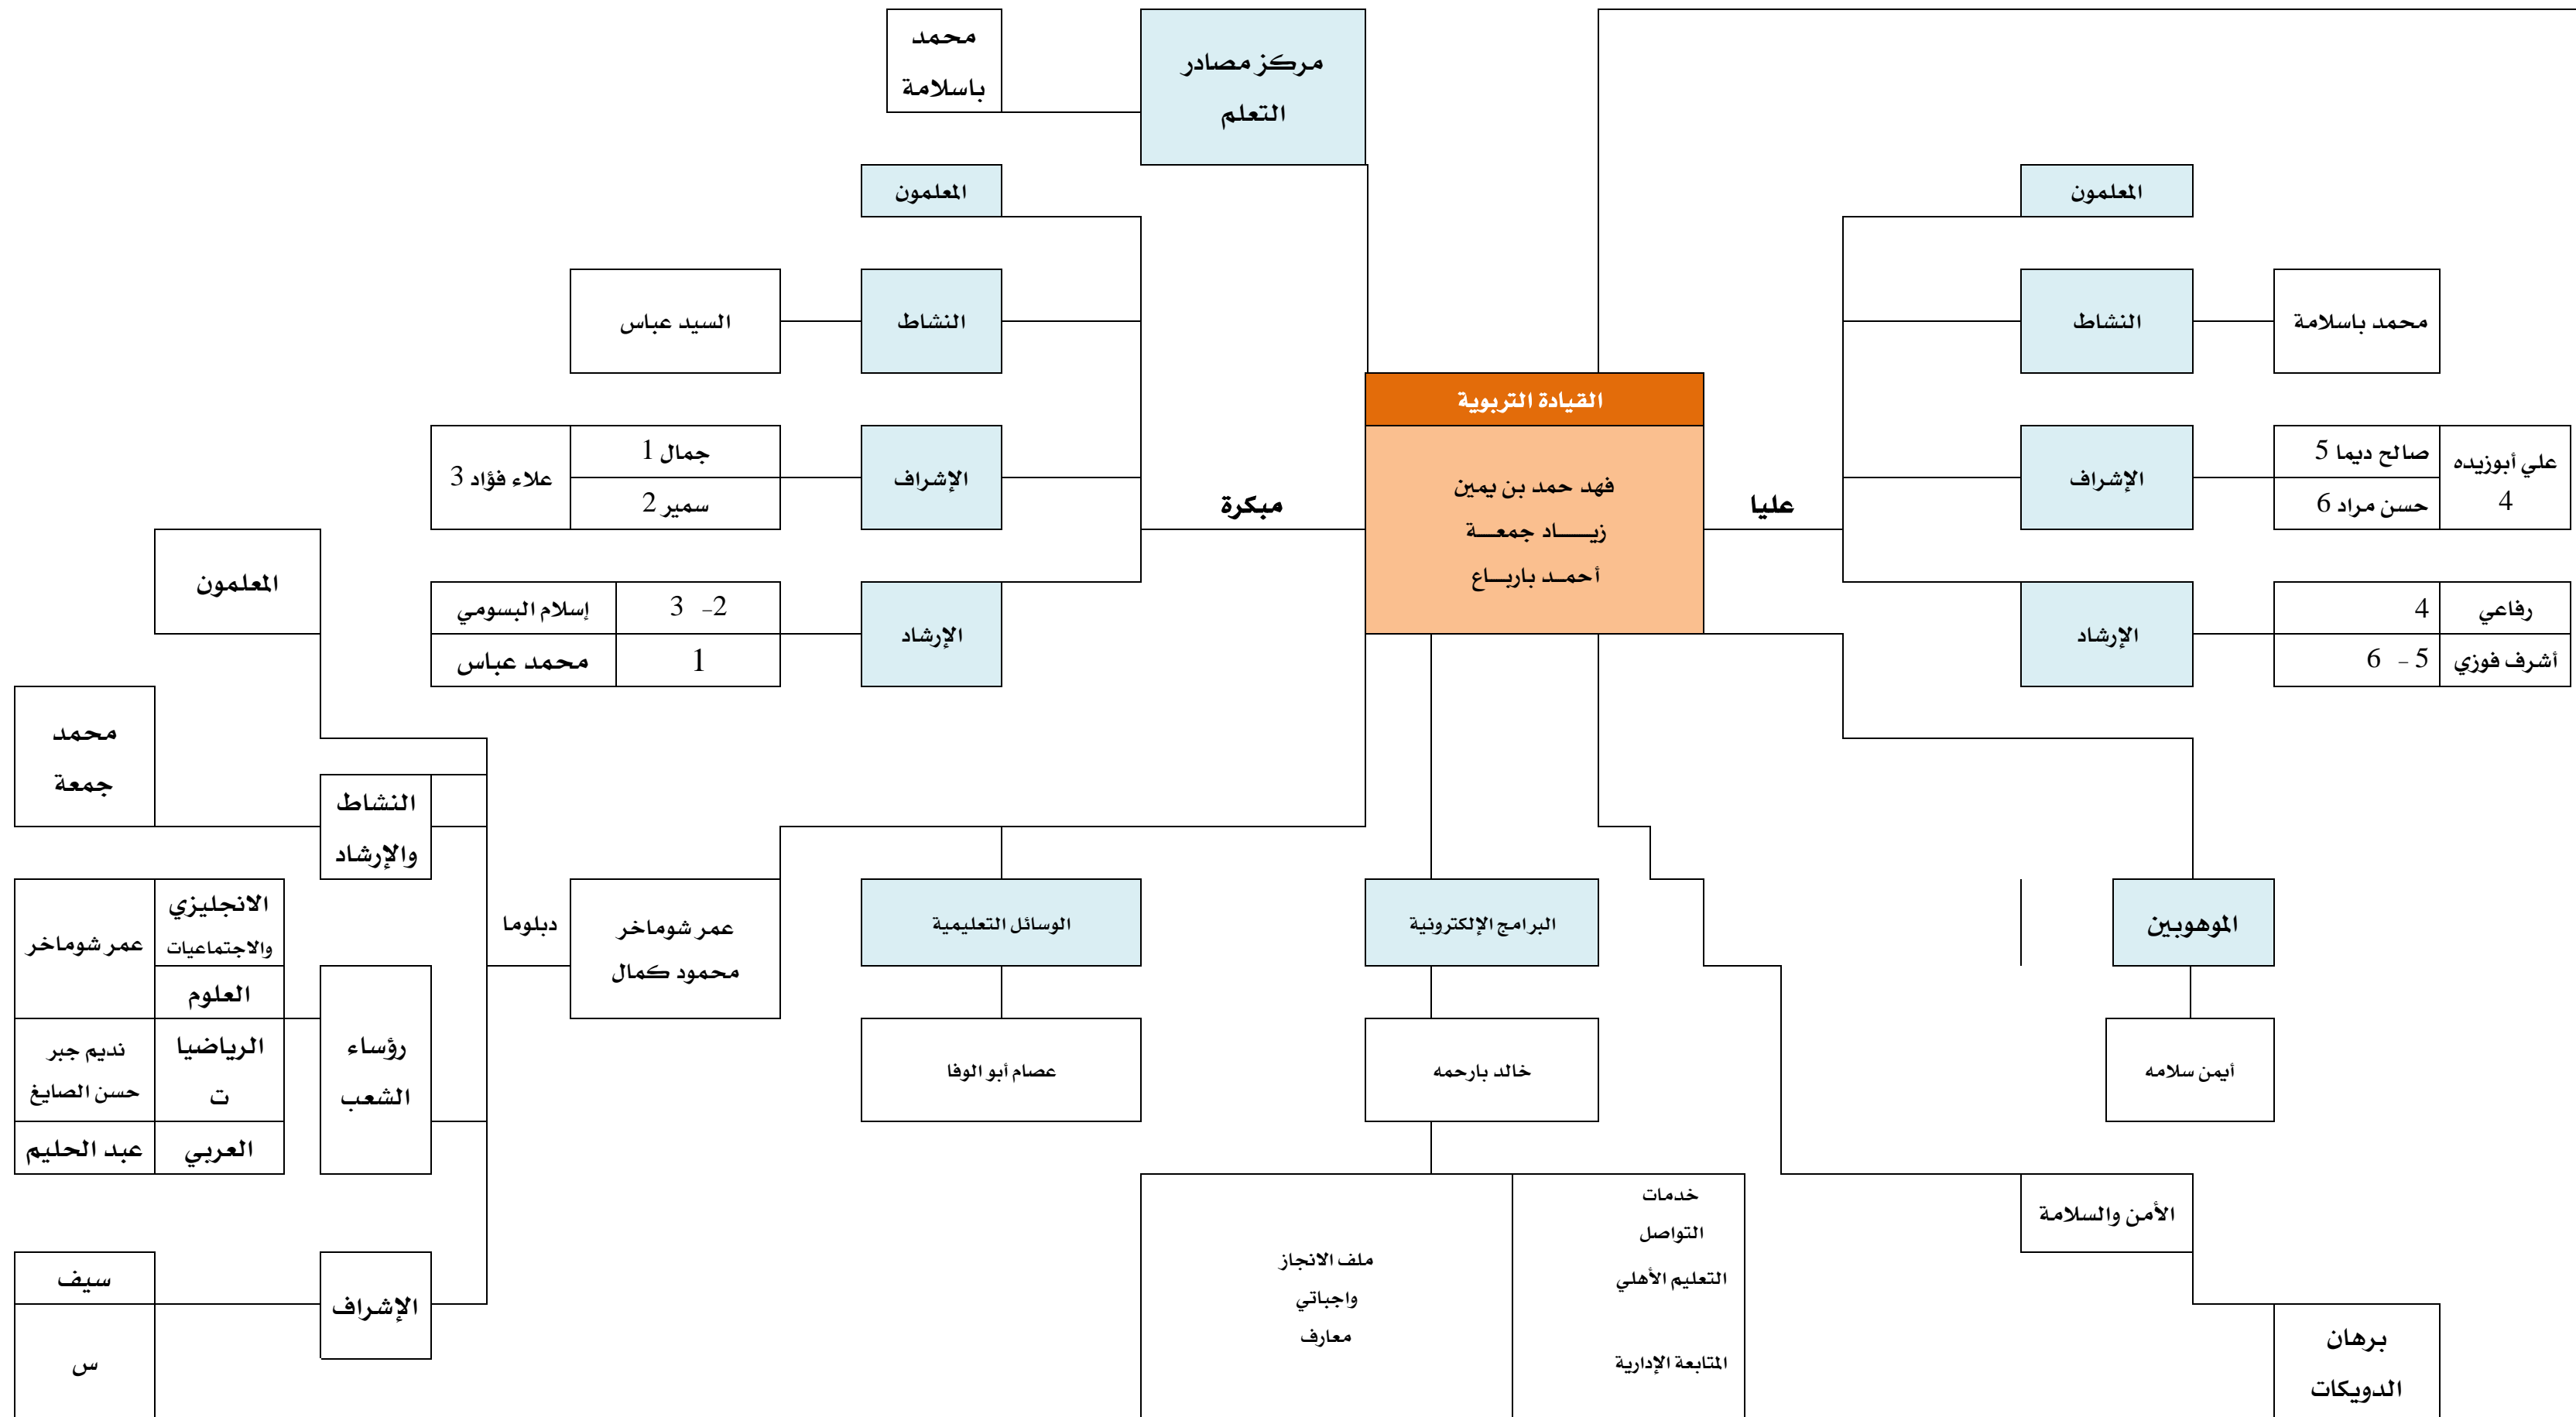 محمد
باسلامة
مركز مصادر
التعلم
المعلمون
المعلمون
محمد باسلامة
النشاط
النشاط
السيد عباس
القيادة التربوية
فهد حمد بن يمين
زيـــاد جمعـــة
أحمـد باربـاع
عليا
مبكرة
علي أبوزيده
4
صالح ديما 5
حسن مراد 6
الإشراف
الإشراف
جمال 1
سمير 2
علاء فؤاد 3
رفاعي
4
أشرف فوزي
5 - 6
الإرشاد
الإرشاد
2- 3
إسلام البسومي
1
محمد عباس
المعلمون
محمد
جمعة
النشاط
والإرشاد
الموهوبين
أيمن سلامه
البرامج الإلكترونية
خالد بارحمه
الوسائل التعليمية
عصام أبو الوفا
عمر شوماخر
محمود كمال
دبلوما
رؤساء
الشعب
الانجليزي
والاجتماعيات
العلوم
عمر شوماخر
الرياضيا
ت
نديم جبر
حسن الصايغ
العربي
عبد الحليم
الأمن والسلامة
برهان
الدويكات
خدمات
التواصل
التعليم الأهلي
المتابعة الإدارية
ملف الانجاز
واجباتي
معارف
الإشراف
سيف
س